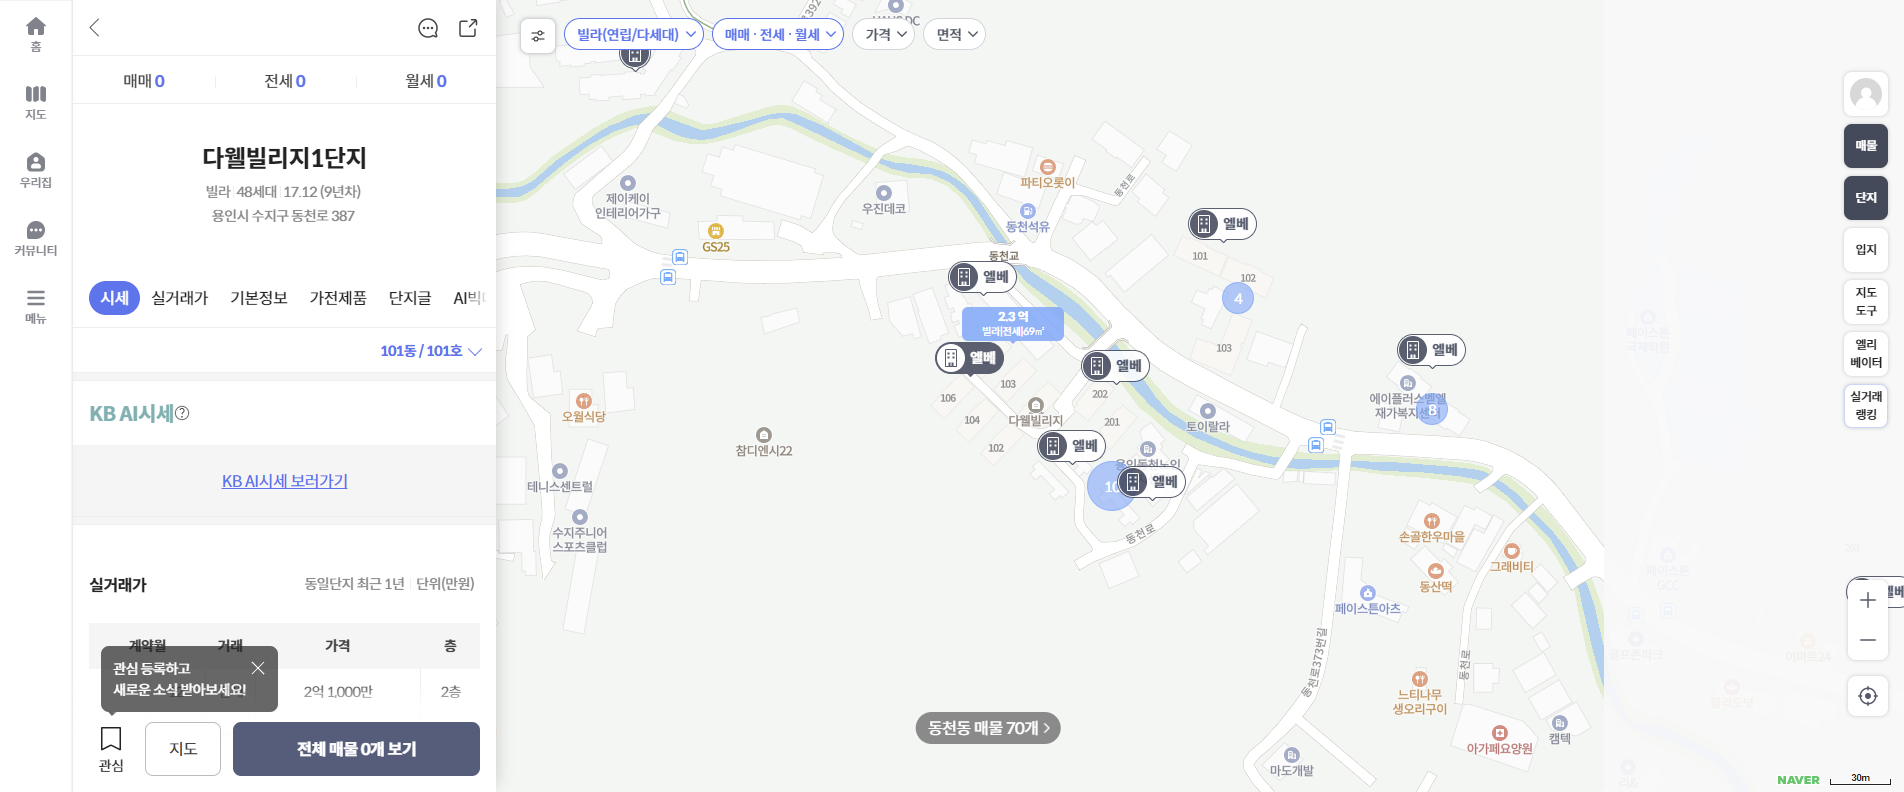 홈
지도
우리집
커뮤니티
메뉴
매매 0
전세 0
월세 0
다웰빌리지1단지
빌라 48세대 17.12 (9년차)
용인시 수지구 동천로 387
시세
실거래가
기본정보
가전제품
단지글
101동 / 101호
KB AI시세
KB AI시세 보러가기
실거래가
동일단지 최근 1년
단위(만원)
계약월
거래
가격
층
2억 1,000만
2층
관심 등록하고
새로운 소식 받아보세요!
관심
지도
전체 매물 0개 보기
빌라(연립/다세대)
매매 · 전세 · 월세
가격
면적
제이케이
인테리어가구
GS25
우진데코
파티오롯이
동천로
동천석유
동천교
엘베
엘베
101
102
4
103
2.3 억
빌라|전세|69㎡
엘베
엘베
엘베
103
106
104
102
다웰빌리지
202
201
오월식당
참디엔시22
엘베
엘베
토이랄라
에이플러스벨엘
8
테니스센트럴
수지주니어
스포츠클럽
동천로
손골한우마을
그래비티
동산떡
페이스튼아츠
동천로373번길
동천로
느티나무
생오리구이
아가페요양원
캠텍
마도개발
동천동 매물 70개
매물
단지
입지
지도
도구
엘리
베이터
실거래
랭킹
NAVER
30m